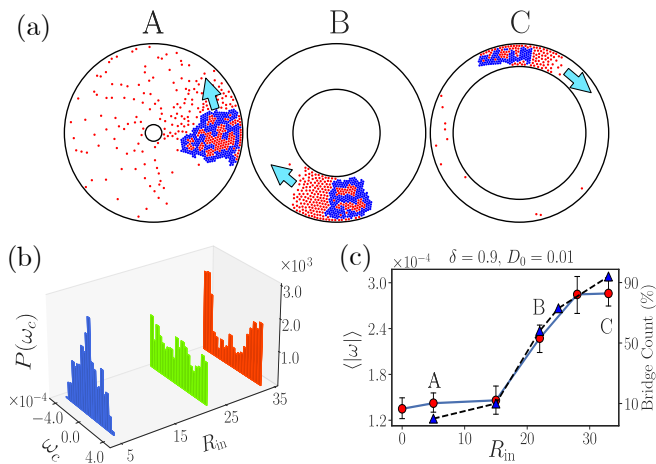 (a)
A
B
C
(b)
P(ω_c)
×10³
3.0
2.0
1.0
×10⁻⁴
−4.0
0.0
4.0
ω_c
5
15
25
35
R_in
(c)
×10⁻⁴
δ = 0.9, D₀ = 0.01
3.0
2.4
1.8
1.2
⟨|ω|⟩
A
B
C
90
50
10
Bridge Count (%)
0
10
20
30
R_in